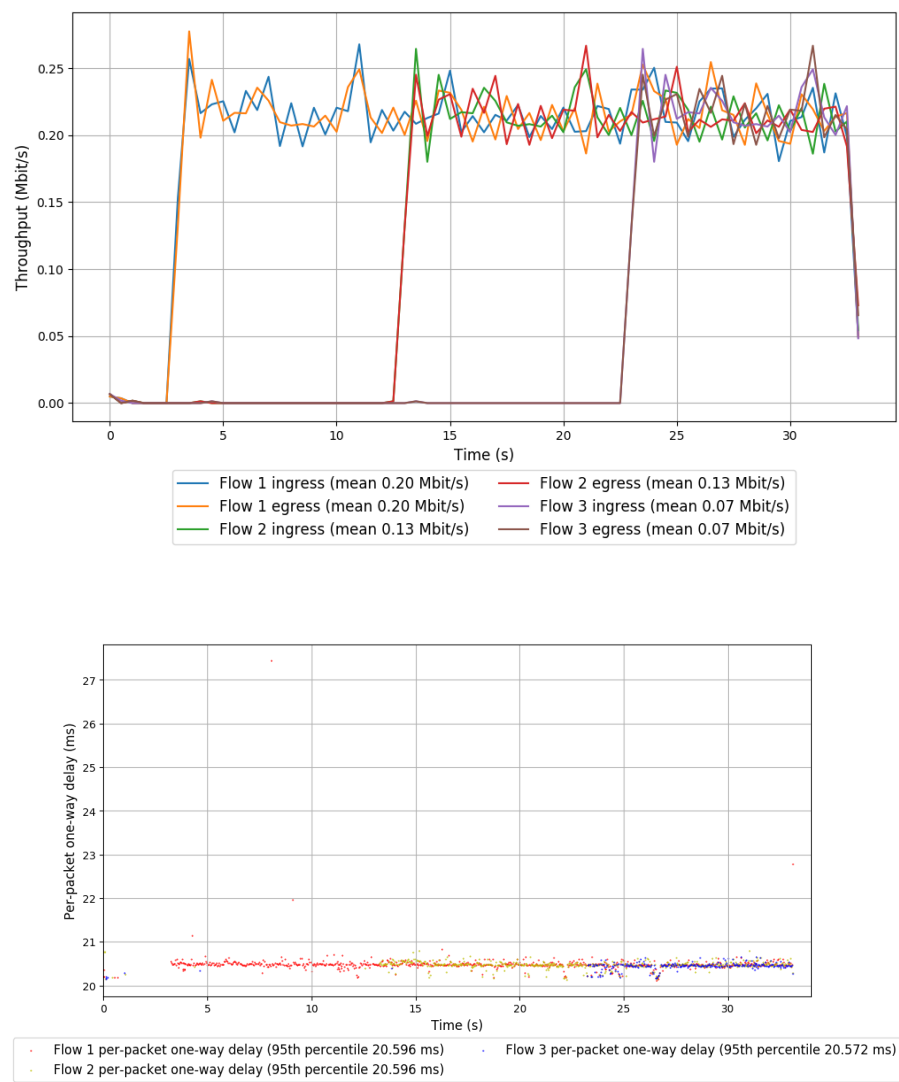 0.25
0.20
0.15
0.10
0.05
0.00
Throughput (Mbit/s)
0 5 10 15 20 25 30
Time (s)
Flow 1 ingress (mean 0.20 Mbit/s)
Flow 1 egress (mean 0.20 Mbit/s)
Flow 2 ingress (mean 0.13 Mbit/s)
Flow 2 egress (mean 0.13 Mbit/s)
Flow 3 ingress (mean 0.07 Mbit/s)
Flow 3 egress (mean 0.07 Mbit/s)
27
26
25
24
23
22
21
20
Per-packet one-way delay (ms)
0 5 10 15 20 25 30
Time (s)
Flow 1 per-packet one-way delay (95th percentile 20.596 ms)
Flow 2 per-packet one-way delay (95th percentile 20.596 ms)
Flow 3 per-packet one-way delay (95th percentile 20.572 ms)